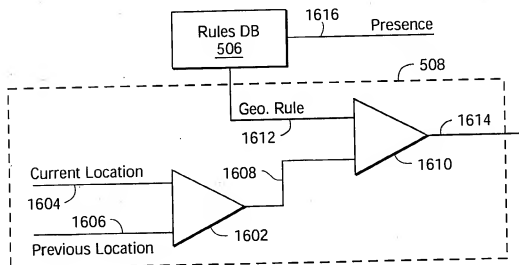 Rules DB
506
1616
Presence
508
Geo. Rule
1612
1614
1608
1610
Current Location
1604
1606
1602
Previous Location